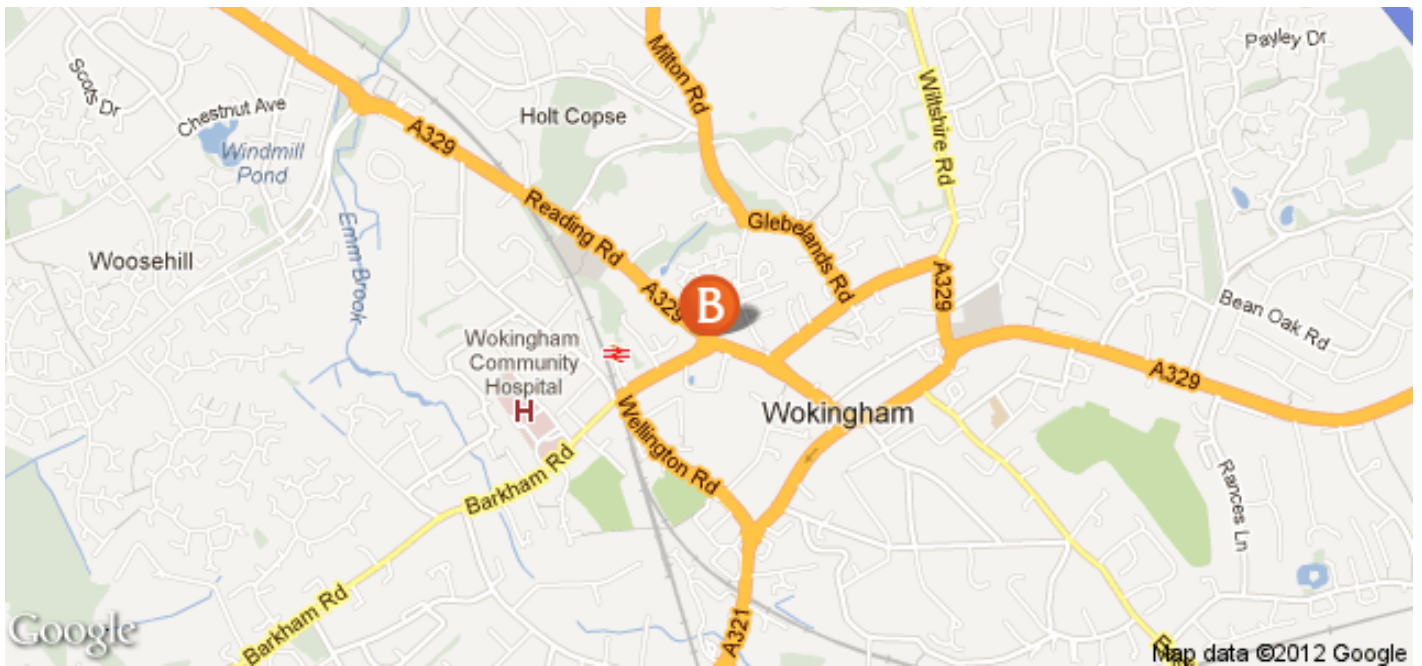 Scots Dr
Chestnut Ave
Windmill
Pond
Woosehill
Emm Brook
A329
Holt Copse
Milton Rd
Wiltshire Rd
Payley Dr
Reading Rd
Glebelands Rd
A329
A329
B
Bean Oak Rd
Wokingham
Community
Hospital
H
A329
Wokingham
Wellington Rd
Barkham Rd
Rances Ln
Barkham Rd
A321
Google
Map data ©2012 Google